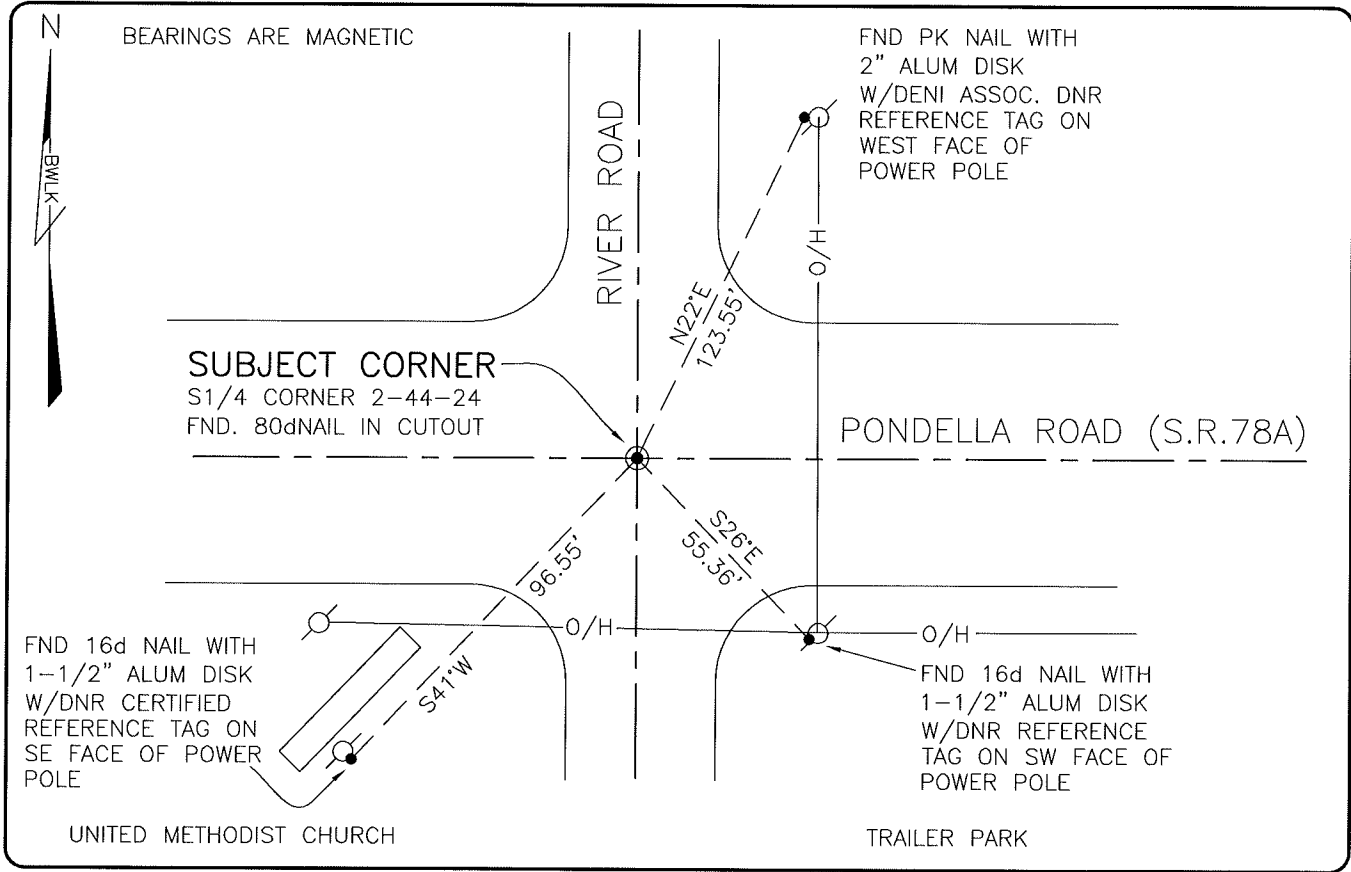 N
BEARINGS ARE MAGNETIC
BWLK
FND PK NAIL WITH
2" ALUM DISK
W/DENI ASSOC. DNR
REFERENCE TAG ON
WEST FACE OF
POWER POLE
RIVER ROAD
H/O
N22°E
123.55'
SUBJECT CORNER
S1/4 CORNER 2-44-24
FND. 80dNAIL IN CUTOUT
PONDELLA ROAD (S.R.78A)
S26°E
55.36'
96.55'
S41°W
O/H
O/H
FND 16d NAIL WITH
1-1/2" ALUM DISK
W/DNR CERTIFIED
REFERENCE TAG ON
SE FACE OF POWER
POLE
FND 16d NAIL WITH
1-1/2" ALUM DISK
W/DNR REFERENCE
TAG ON SW FACE OF
POWER POLE
UNITED METHODIST CHURCH
TRAILER PARK